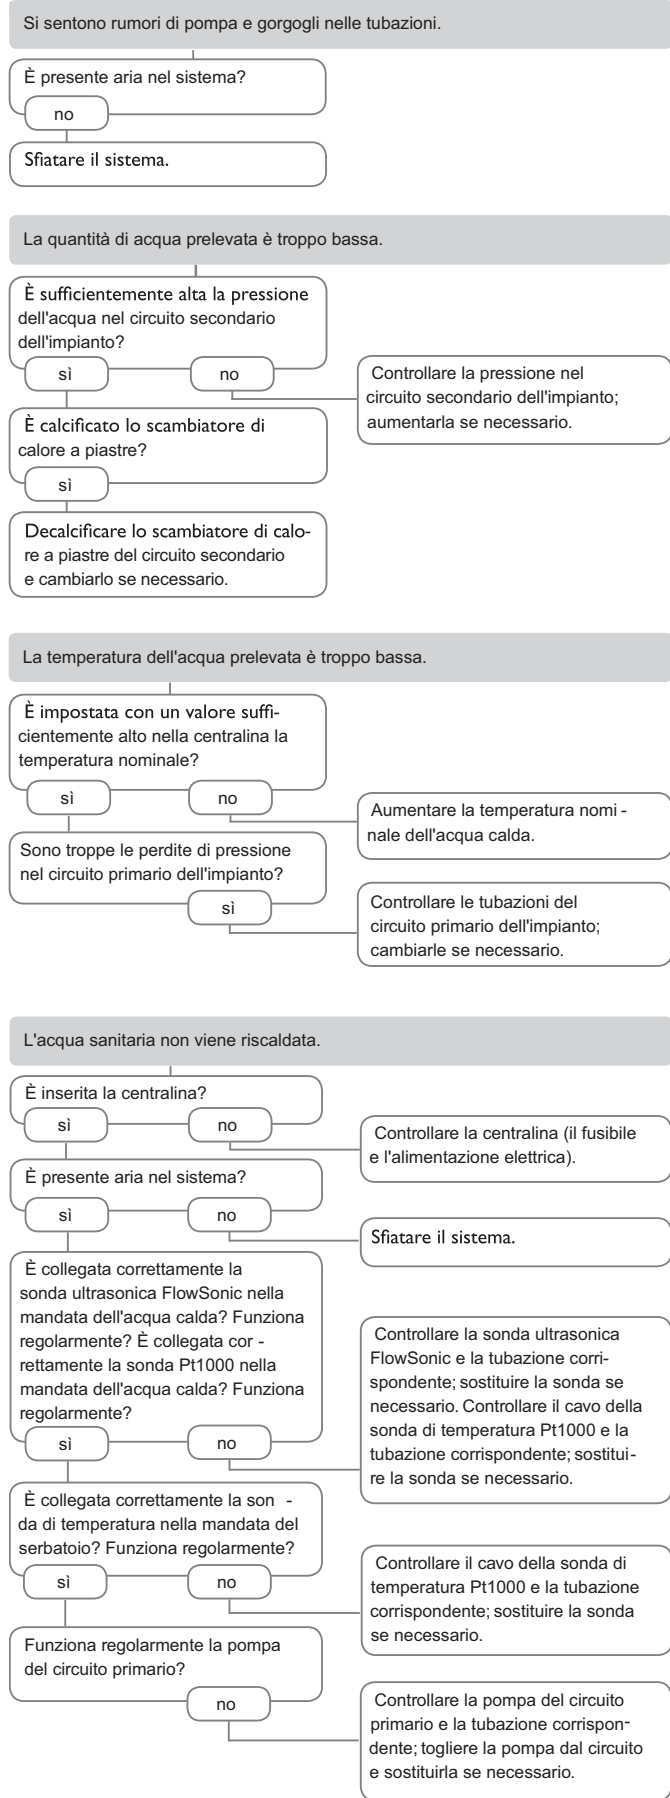 Si sentono rumori di pompa e gorgogli nelle tubazioni.
È presente aria nel sistema?
no
Sfiatare il sistema.
La quantità di acqua prelevata è troppo bassa.
È sufficientemente alta la pressione
dell'acqua nel circuito secondario
dell'impianto?
sì
no
Controllare la pressione nel
circuito secondario dell'impianto;
aumentarla se necessario.
È calcificato lo scambiatore di
calore a piastre?
sì
Decalcificare lo scambiatore di calo-
re a piastre del circuito secondario
e cambiarlo se necessario.
La temperatura dell'acqua prelevata è troppo bassa.
È impostata con un valore suffi-
cientemente alto nella centralina la
temperatura nominale?
sì
no
Aumentare la temperatura nomi -
nale dell'acqua calda.
Sono troppe le perdite di pressione
nel circuito primario dell'impianto?
sì
Controllare le tubazioni del
circuito primario dell'impianto;
cambiarle se necessario.
L'acqua sanitaria non viene riscaldata.
È inserita la centralina?
sì
no
Controllare la centralina (il fusibile
e l'alimentazione elettrica).
È presente aria nel sistema?
sì
no
Sfiatare il sistema.
È collegata correttamente la
sonda ultrasonica FlowSonic nella
mandata dell'acqua calda? Funziona
regolarmente? È collegata cor -
rettamente la sonda Pt1000 nella
mandata dell'acqua calda? Funziona
regolarmente?
sì
no
Controllare la sonda ultrasonica
FlowSonic e la tubazione corri-
spondente; sostituire la sonda se
necessario. Controllare il cavo della
sonda di temperatura Pt1000 e la
tubazione corrispondente; sostitui-
re la sonda se necessario.
È collegata correttamente la son -
da di temperatura nella mandata del
serbatoio? Funziona regolarmente?
sì
no
Controllare il cavo della sonda di
temperatura Pt1000 e la tubazione
corrispondente; sostituire la sonda
se necessario.
Funziona regolarmente la pompa
del circuito primario?
no
Controllare la pompa del circuito
primario e la tubazione corrispon-
dente; togliere la pompa dal circuito
e sostituirla se necessario.